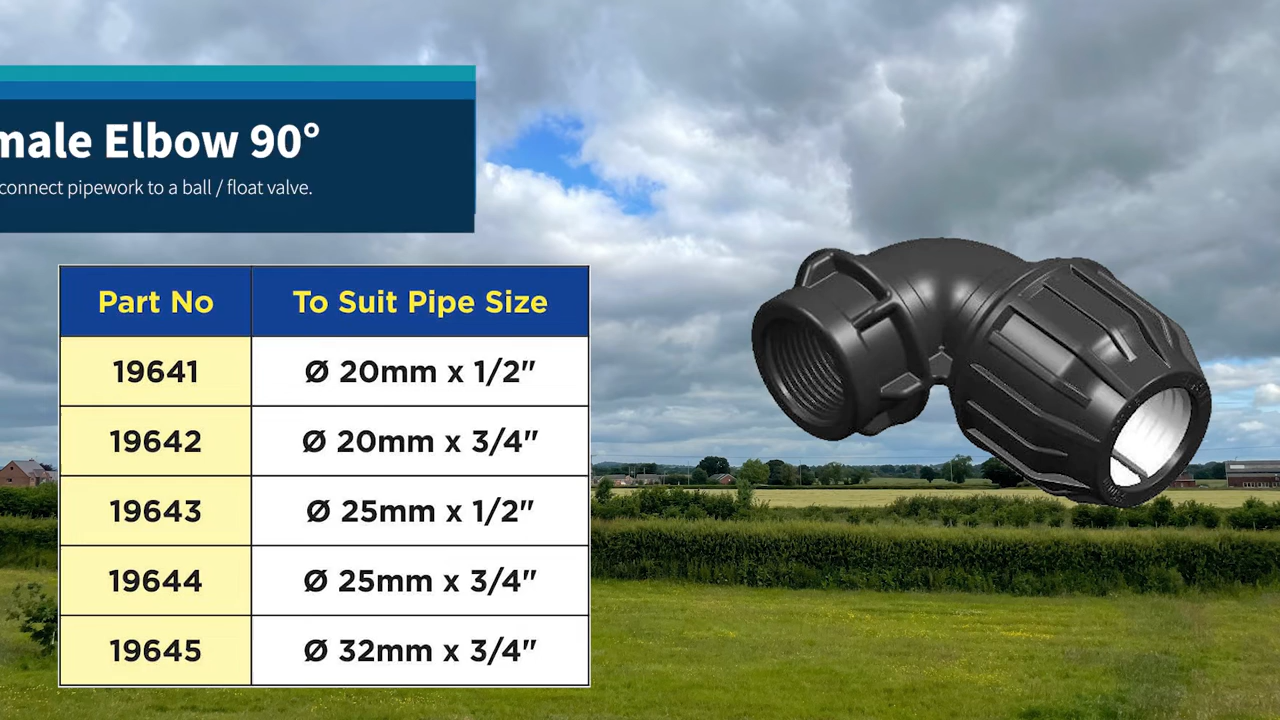 male Elbow 90°
connect pipework to a ball / float valve.
Part No To Suit Pipe Size
19641 Ø 20mm x 1/2"
19642 Ø 20mm x 3/4"
19643 Ø 25mm x 1/2"
19644 Ø 25mm x 3/4"
19645 Ø 32mm x 3/4"